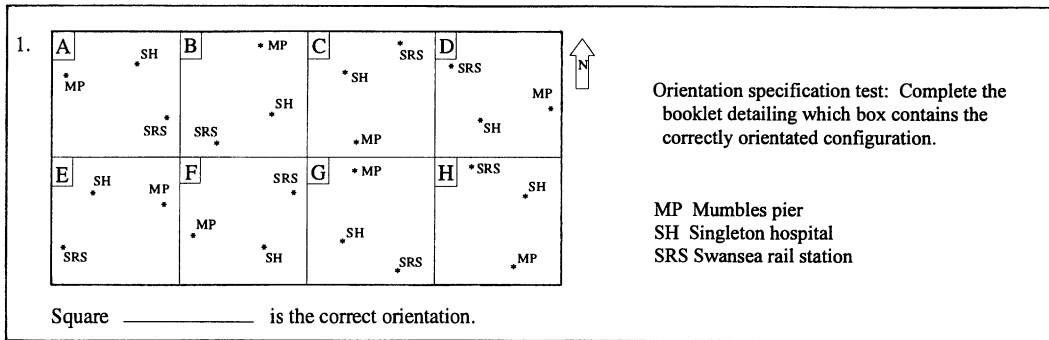 1.
A
SH
MP
SRS
B
MP
SH
SRS
C
SRS
SH
MP
D
SRS
MP
SH
N
E
SH
MP
SRS
F
SRS
MP
SH
G
MP
SH
SRS
H
SRS
SH
MP
Orientation specification test: Complete the
booklet detailing which box contains the
correctly orientated configuration.
MP Mumbles pier
SH Singleton hospital
SRS Swansea rail station
Square ____________ is the correct orientation.